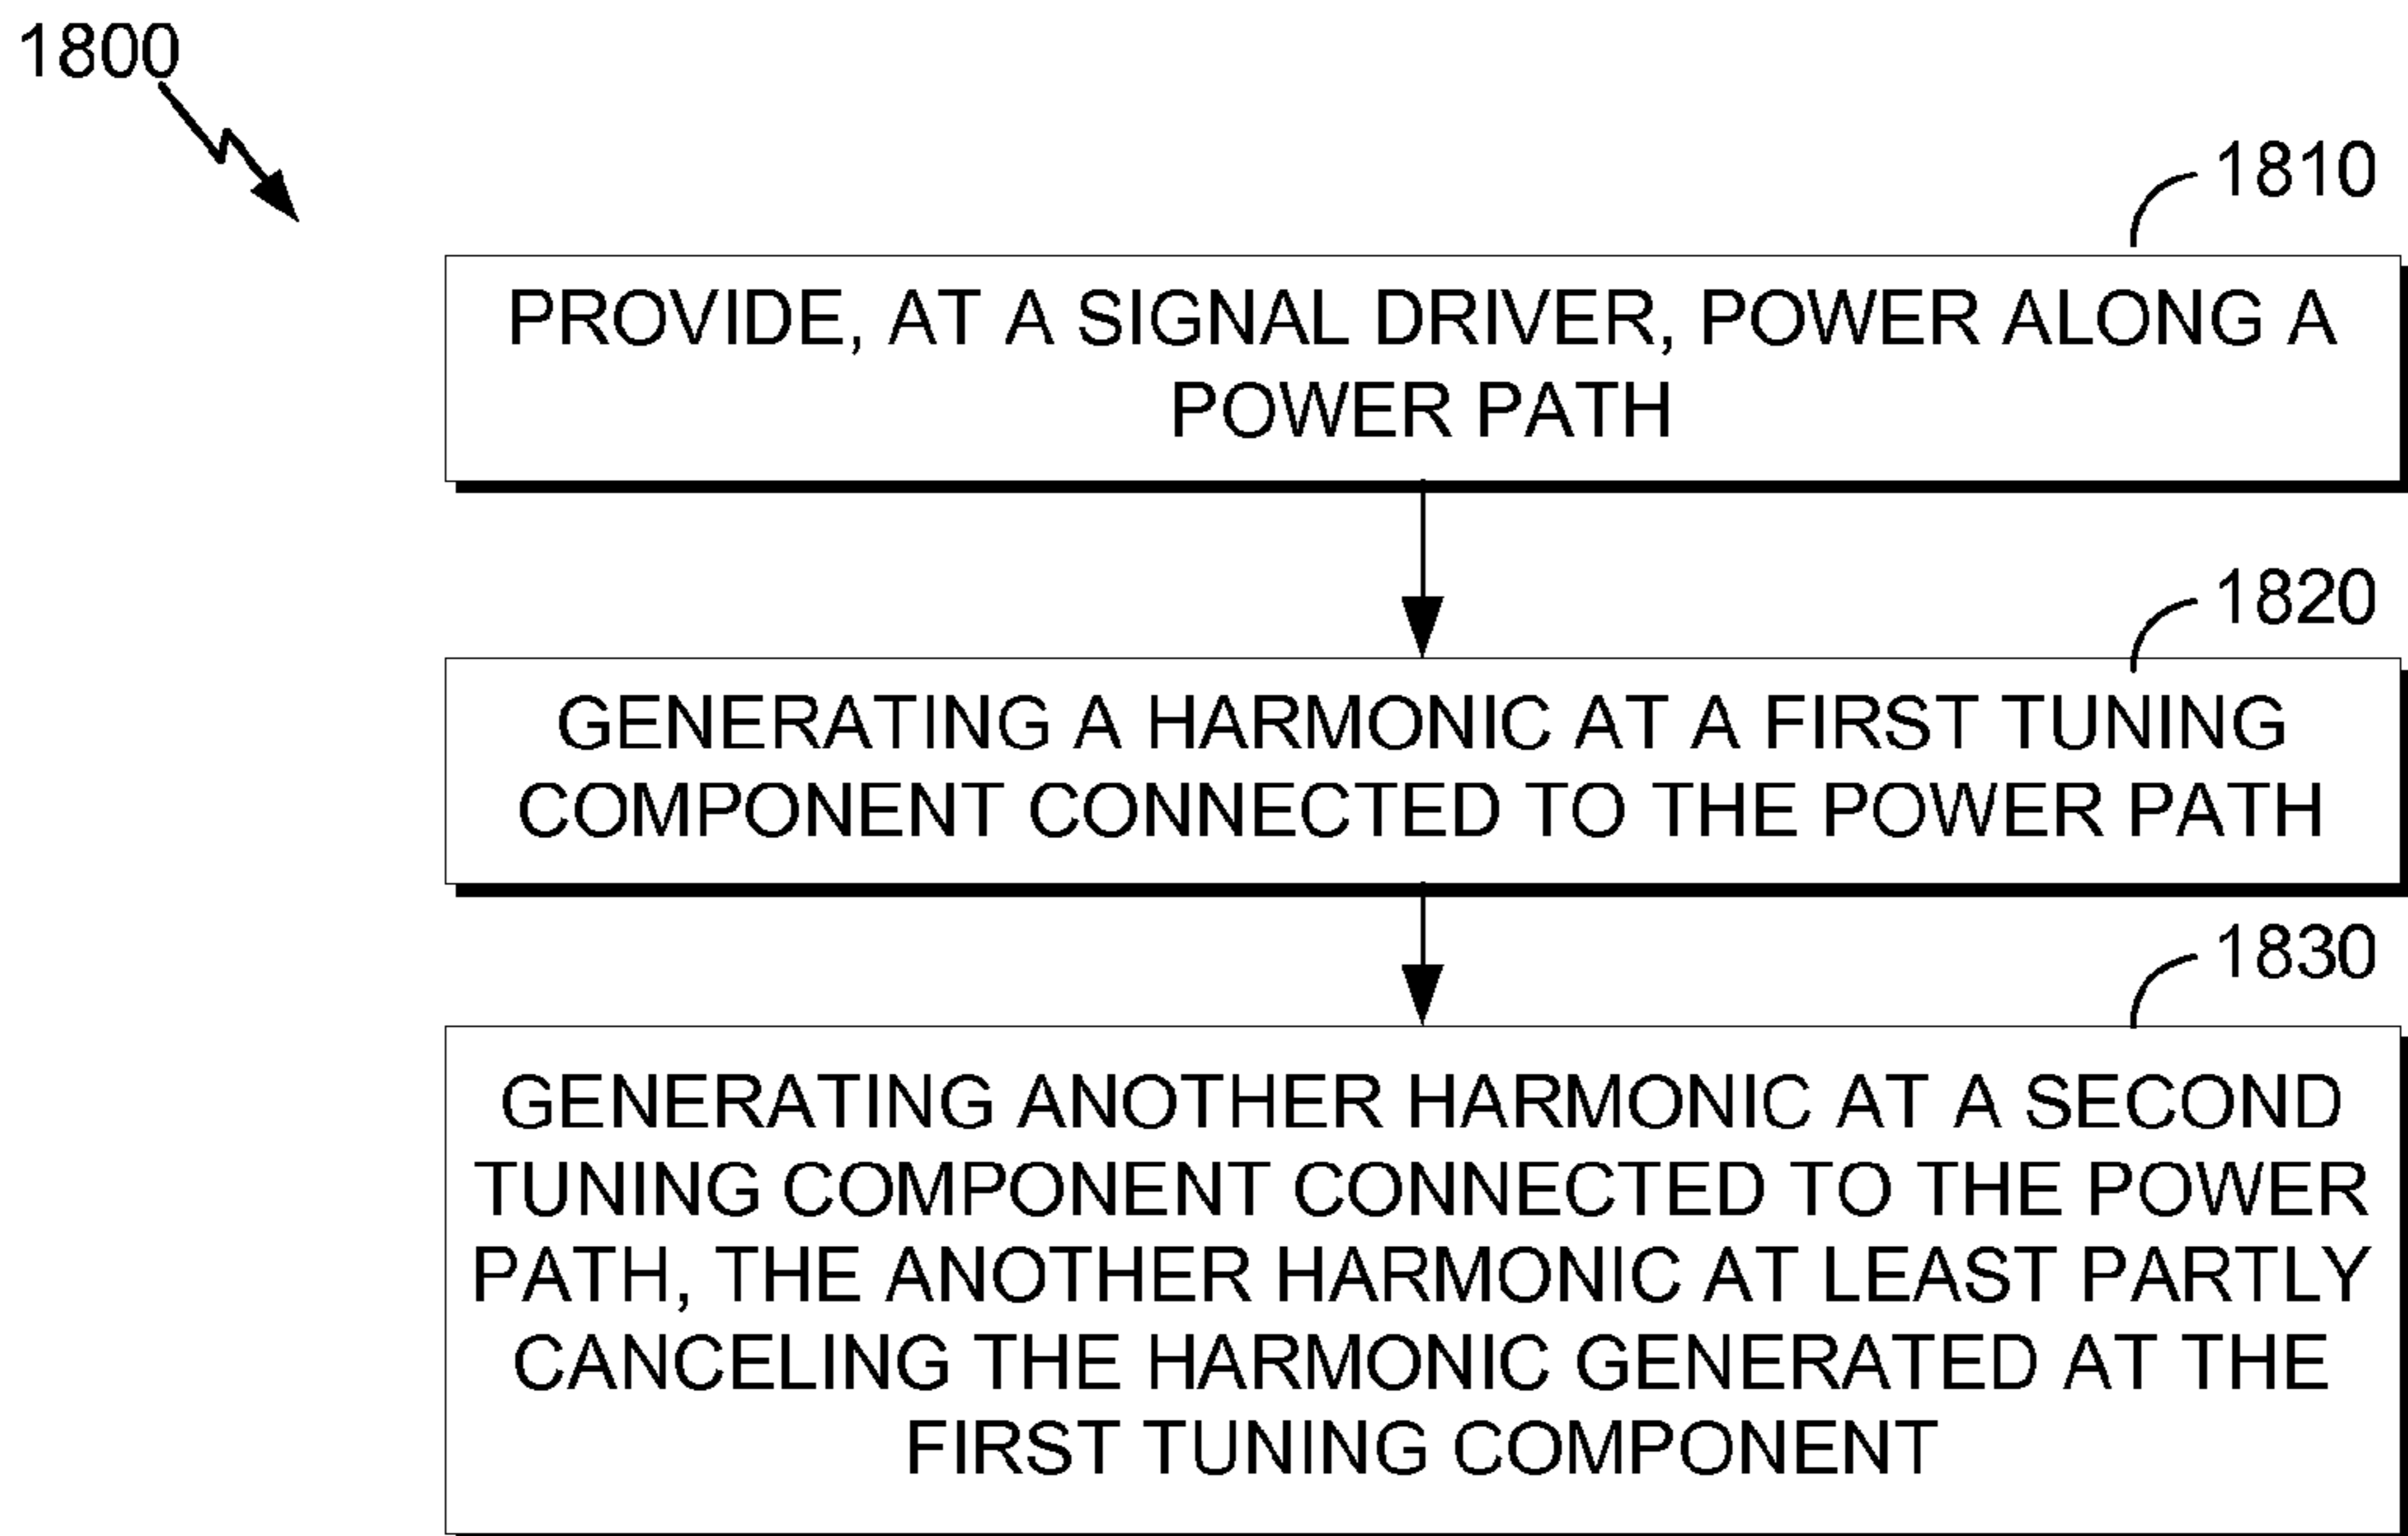 1800
1810
PROVIDE, AT A SIGNAL DRIVER, POWER ALONG A
POWER PATH
1820
GENERATING A HARMONIC AT A FIRST TUNING
COMPONENT CONNECTED TO THE POWER PATH
1830
GENERATING ANOTHER HARMONIC AT A SECOND
TUNING COMPONENT CONNECTED TO THE POWER
PATH, THE ANOTHER HARMONIC AT LEAST PARTLY
CANCELING THE HARMONIC GENERATED AT THE
FIRST TUNING COMPONENT